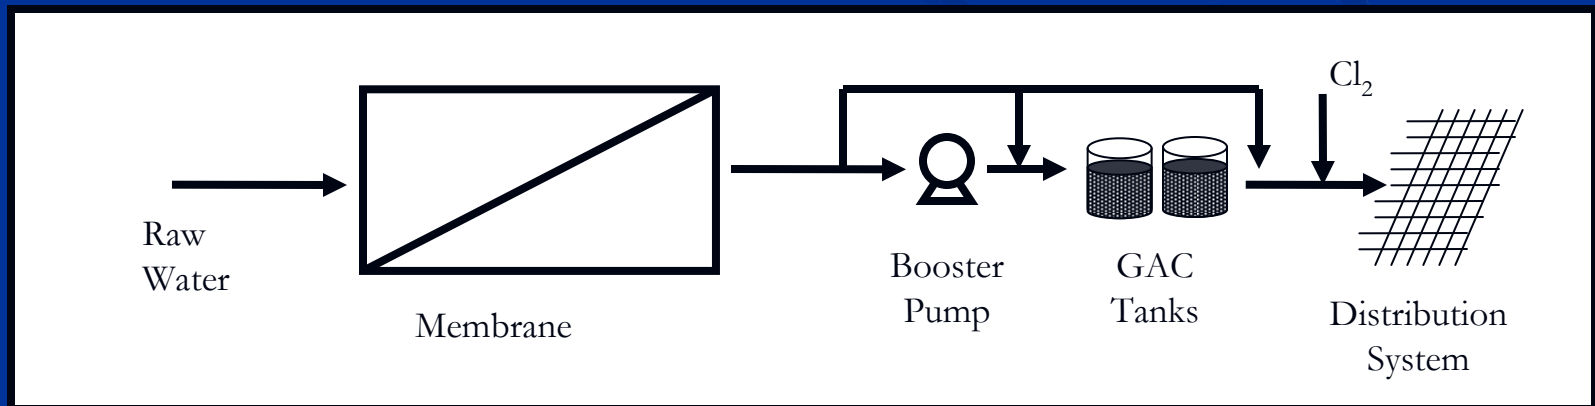 Cl₂
Raw
Water
Membrane
Booster
Pump
GAC
Tanks
Distribution
System